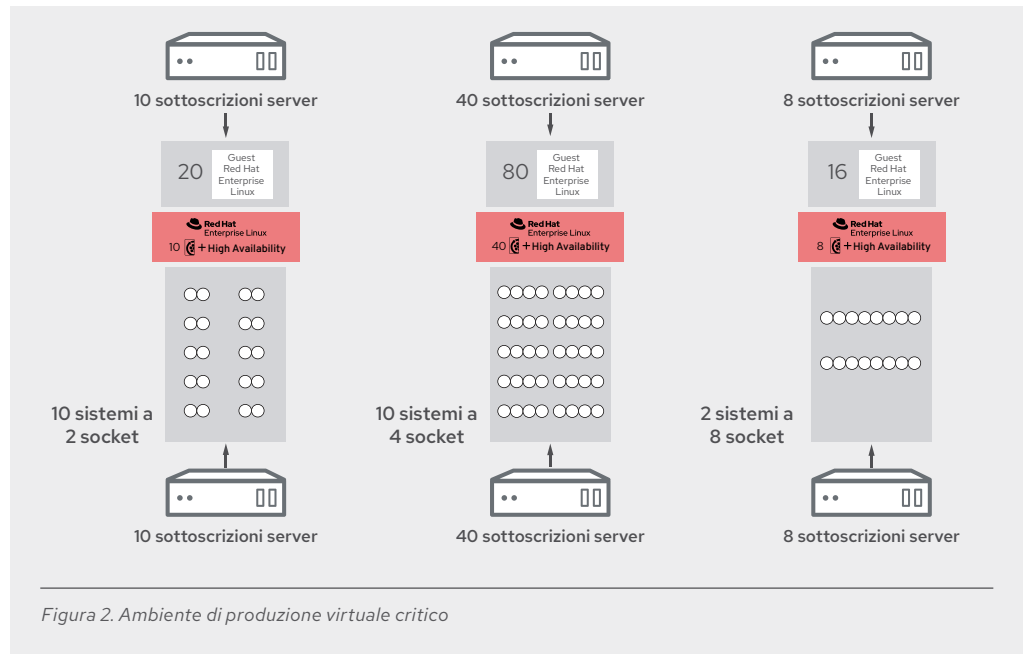 10 sottoscrizioni server
40 sottoscrizioni server
8 sottoscrizioni server
20
Guest
Red Hat
Enterprise
Linux
80
Guest
Red Hat
Enterprise
Linux
16
Guest
Red Hat
Enterprise
Linux
Red Hat
Enterprise Linux
10 + High Availability
Red Hat
Enterprise Linux
40 + High Availability
Red Hat
Enterprise Linux
8 + High Availability
10 sistemi a
2 socket
10 sistemi a
4 socket
2 sistemi a
8 socket
10 sottoscrizioni server
40 sottoscrizioni server
8 sottoscrizioni server
Figura 2. Ambiente di produzione virtuale critico